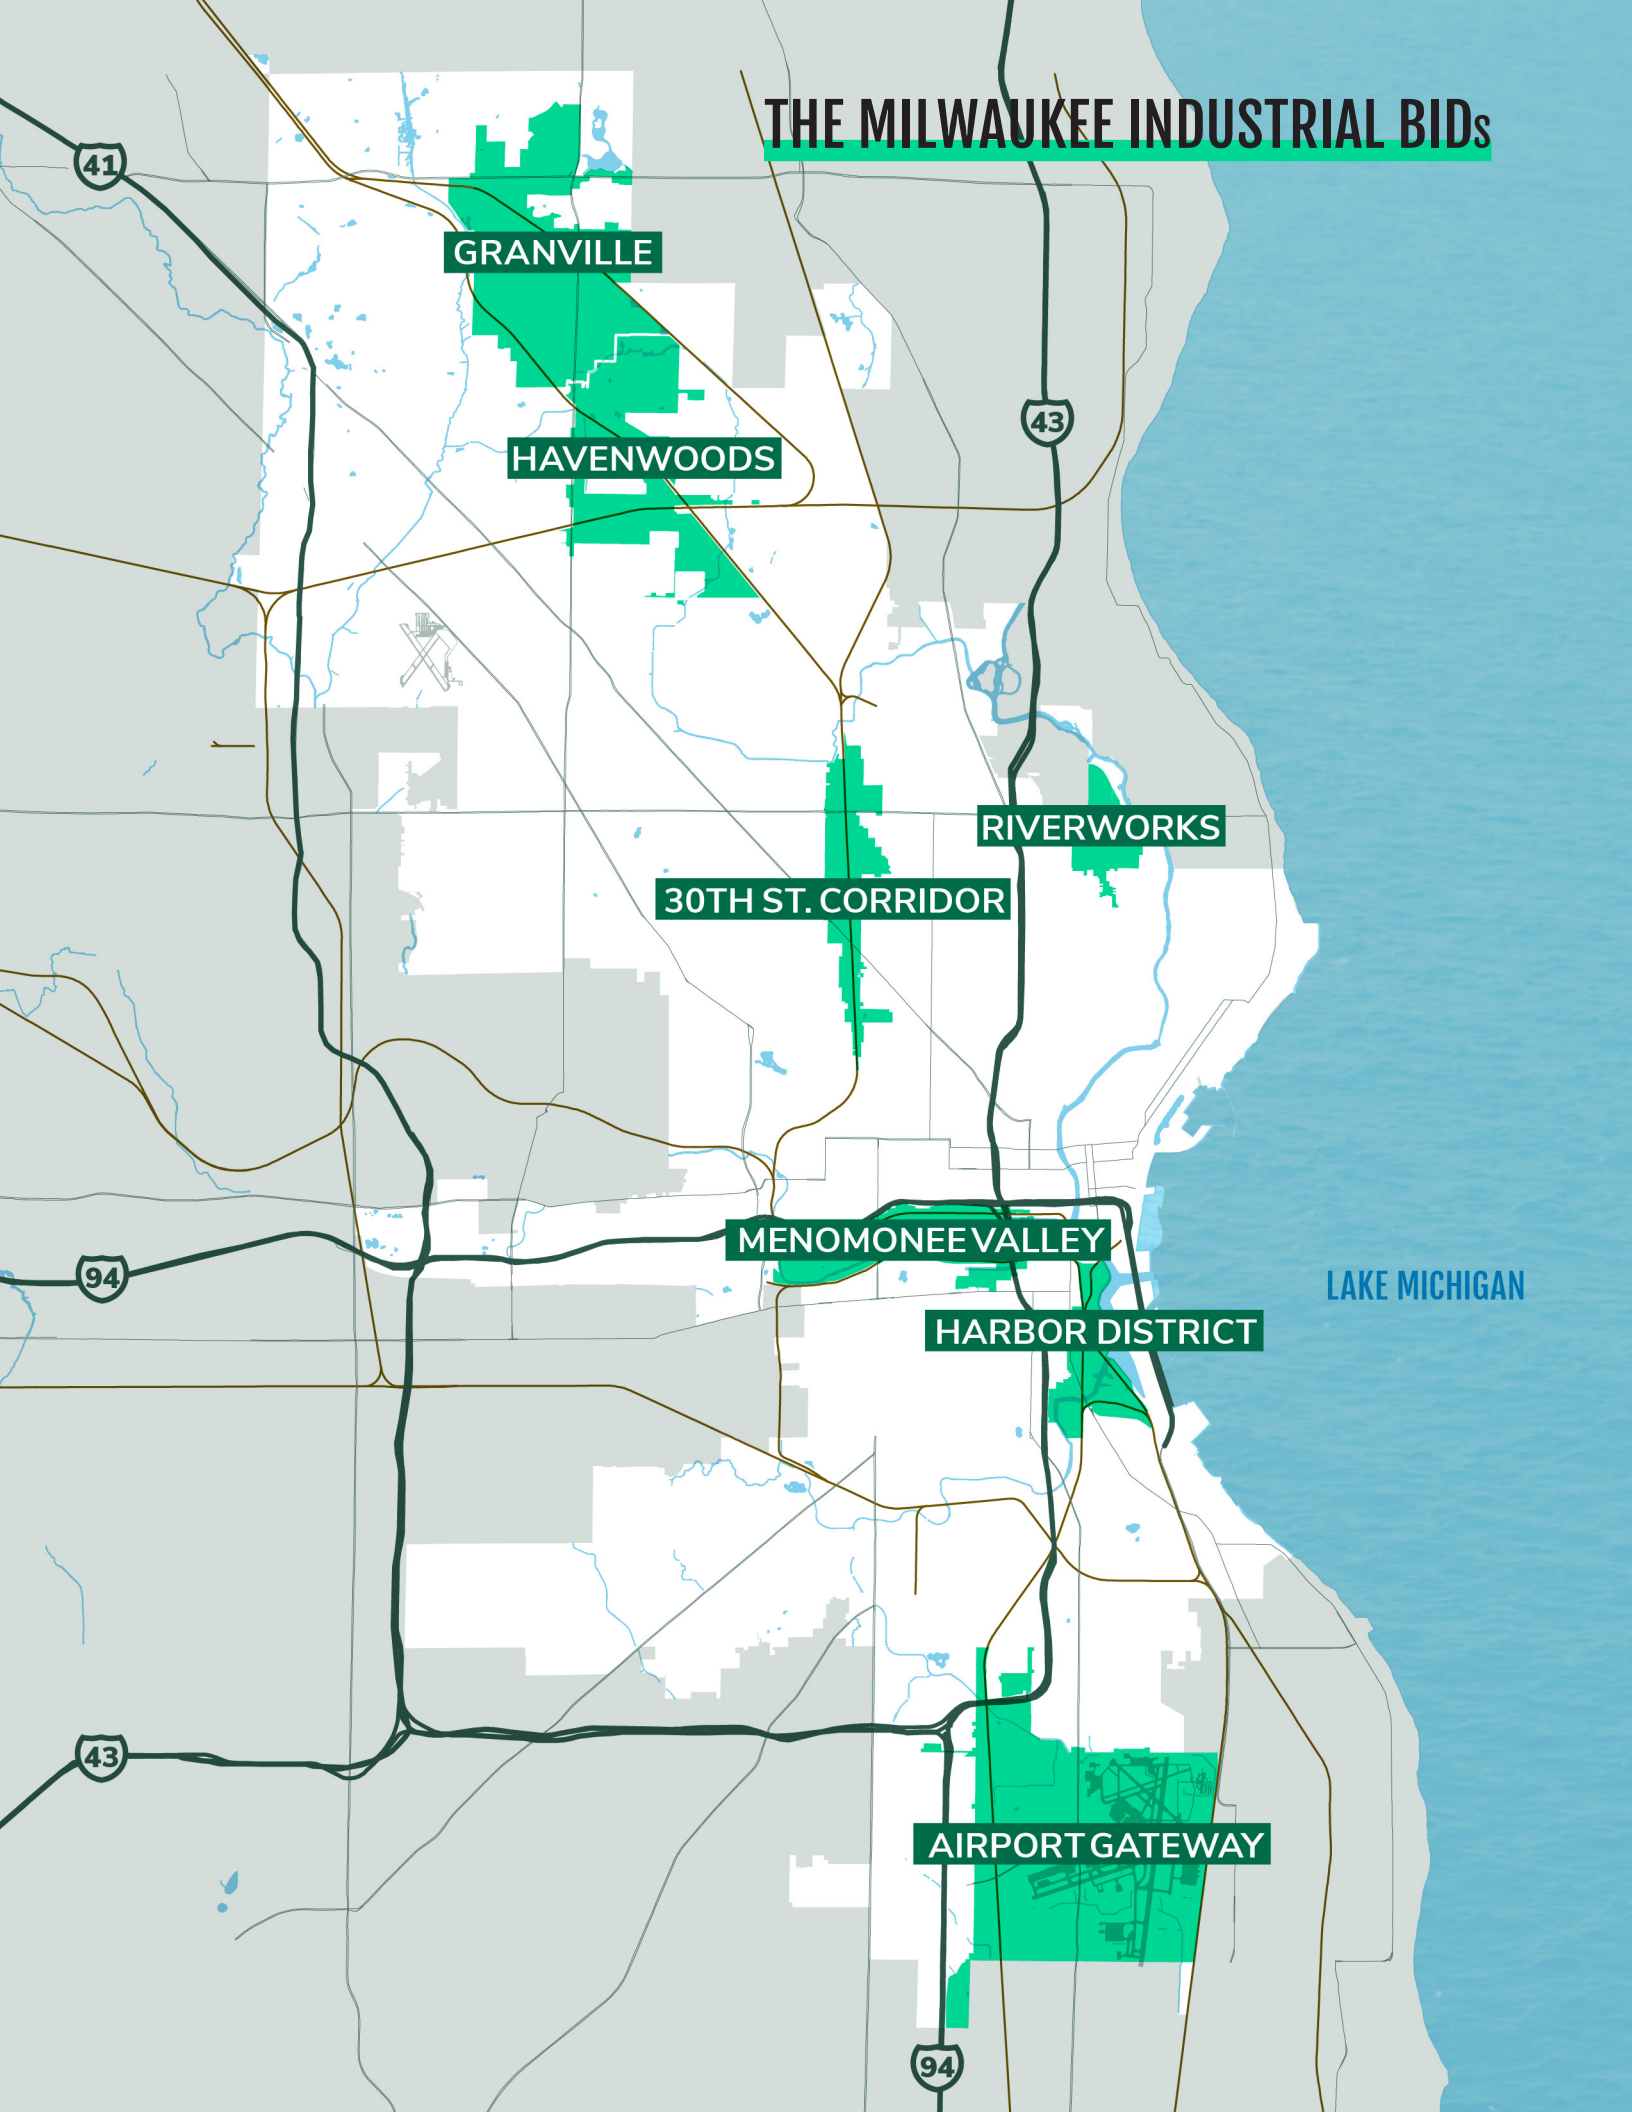 THE MILWAUKEE INDUSTRIAL BIDs
41
GRANVILLE
43
HAVENWOODS
RIVERWORKS
30TH ST. CORRIDOR
MENOMONEE VALLEY
94
LAKE MICHIGAN
HARBOR DISTRICT
43
AIRPORT GATEWAY
94